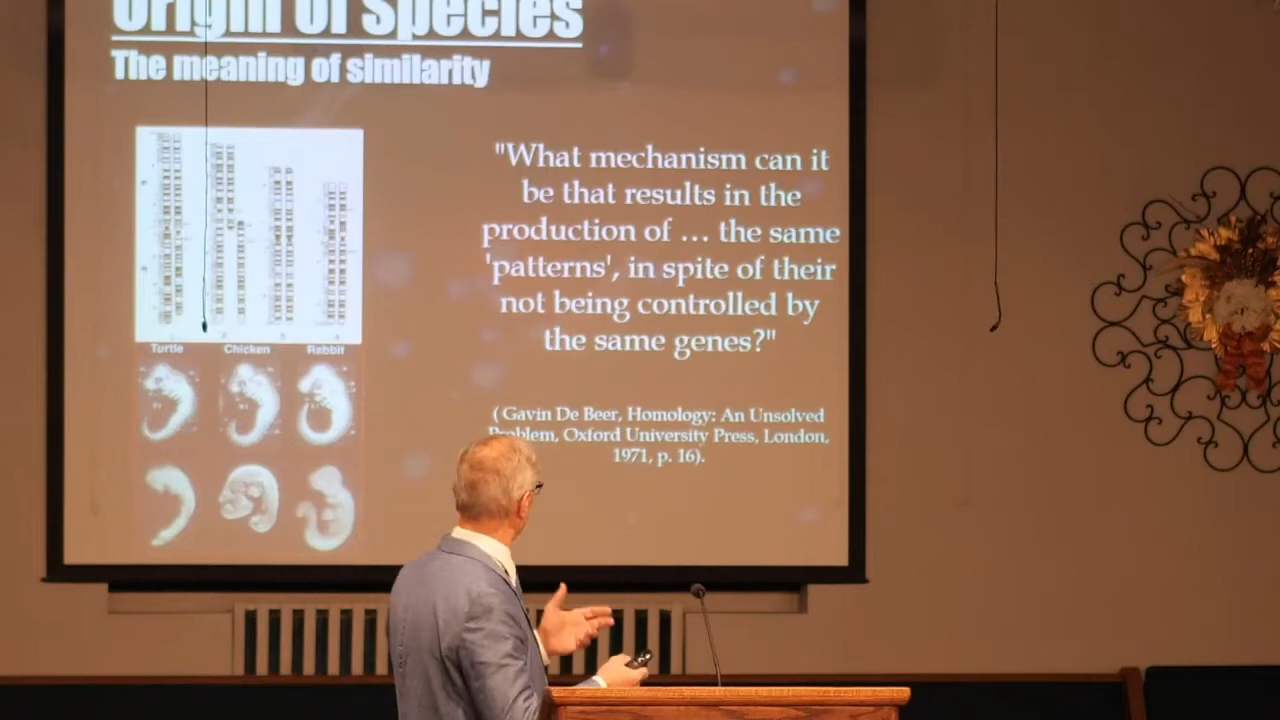 Origin of Species
The meaning of similarity
"What mechanism can it
be that results in the
production of ... the same
'patterns', in spite of their
not being controlled by
the same genes?"
Turtle Chicken Rabbit
( Gavin De Beer, Homology: An Unsolved
Problem, Oxford University Press, London,
1971, p. 16).